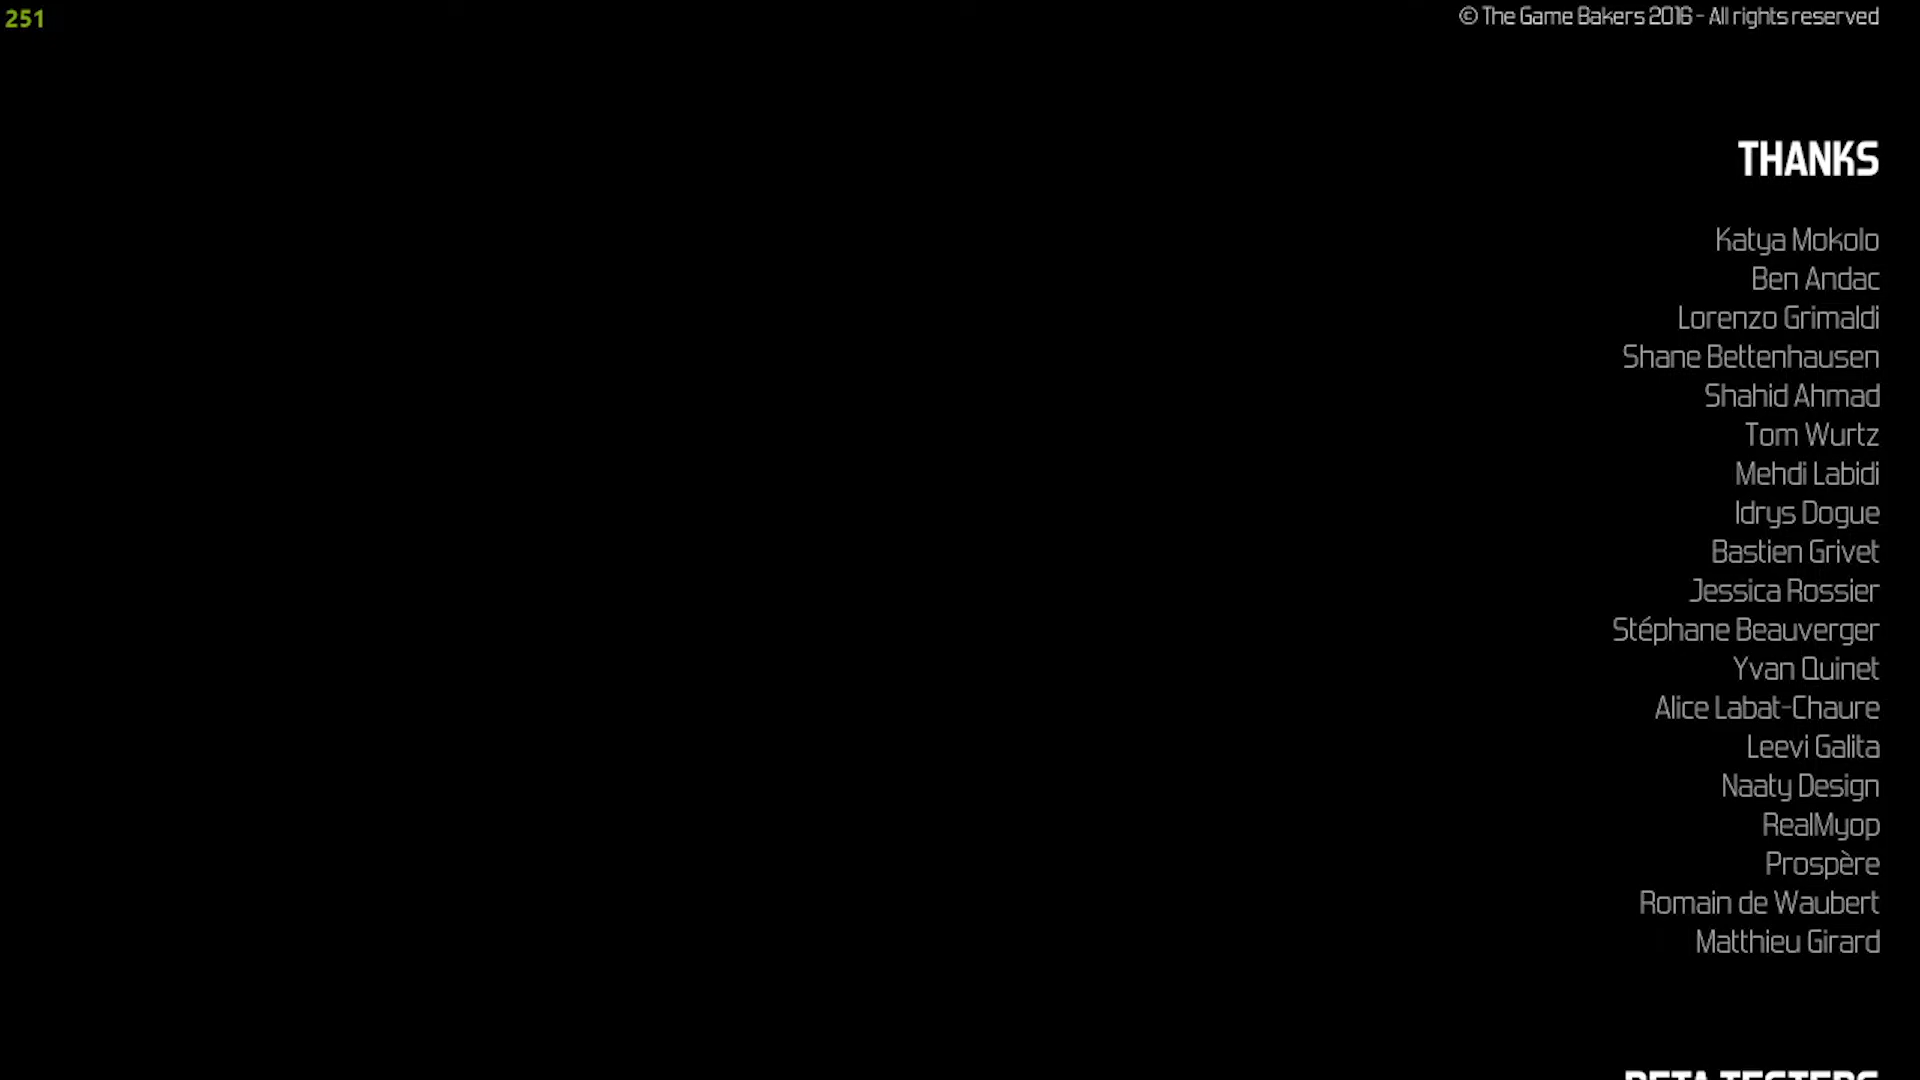 251
© The Game Bakers 2016 - All rights reserved
THANKS
Katya Mokolo
Ben Andac
Lorenzo Grimaldi
Shane Bettenhausen
Shahid Ahmad
Tom Wurtz
Mehdi Labidi
Idrys Dogue
Bastien Grivet
Jessica Rossier
Stéphane Beauverger
Yvan Quinet
Alice Labat-Chaure
Leevi Galita
Naaty Design
RealMyop
Prospère
Romain de Waubert
Matthieu Girard
BETA TESTERS